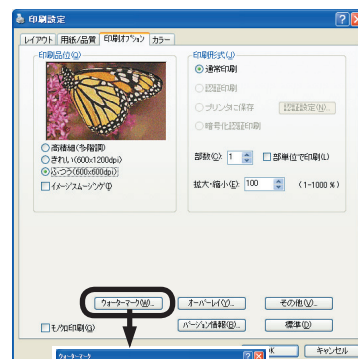 印刷設定
レイアウト 用紙/品質 印刷オプション カラー
印刷品位(Q)
高精細(多階調)
きれい(600x1200dpi)
ふつう(600x600dpi)
イメージスムージング(I)
印刷形式(J)
通常印刷
認証印刷
プリンタに保存 認証設定(N)...
暗号化認証印刷
部数(C): 1 部単位で印刷(L)
拡大・縮小(E): 100 (1-1000 %)
ウォーターマーク(W)... オーバーレイ(Y)... その他(V)...
モノクロ印刷(G) バージョン情報(B)... 標準(D)
ウォーターマーク
OK キャンセル